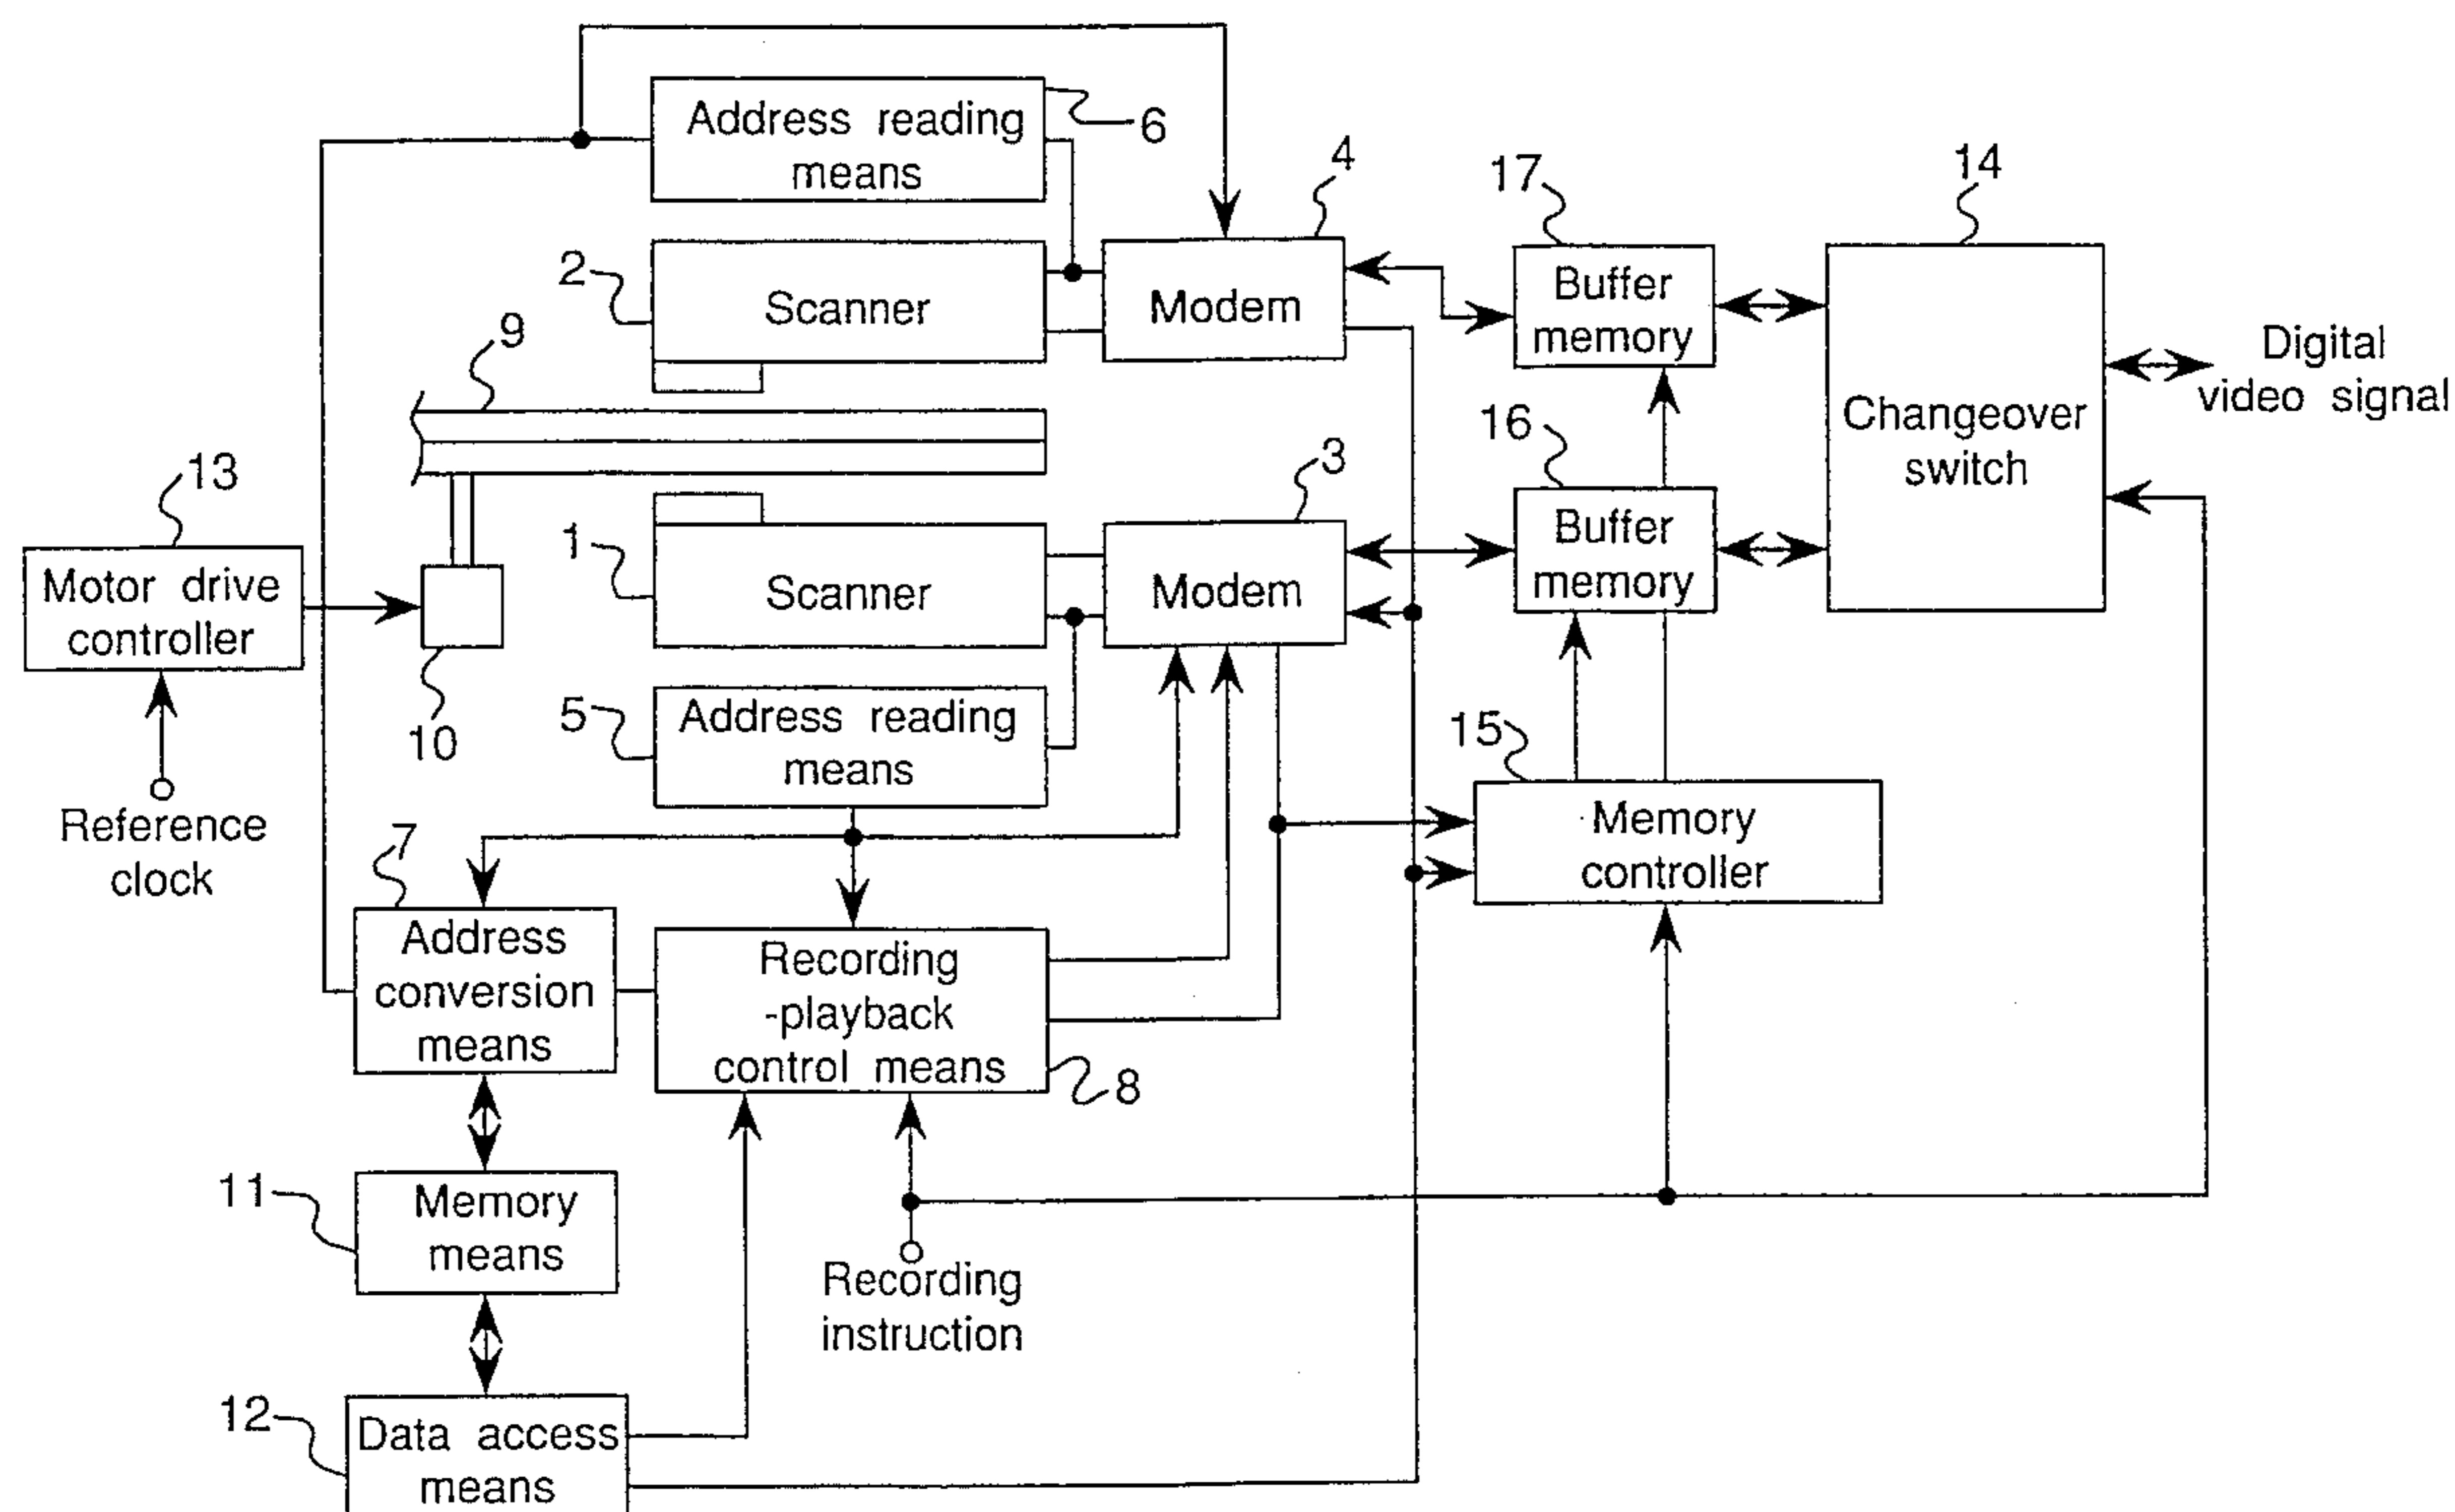 Address reading
means
6
4
17
14
2
Scanner
Modem
Buffer
memory
Digital
video signal
9
Changeover
switch
16
3
13
1
Scanner
Modem
Buffer
memory
Motor drive
controller
5
Address reading
means
10
15
Reference
clock
7
Memory
controller
Address
conversion
means
Recording
-playback
control means
8
11
Memory
means
Recording
instruction
12
Data access
means